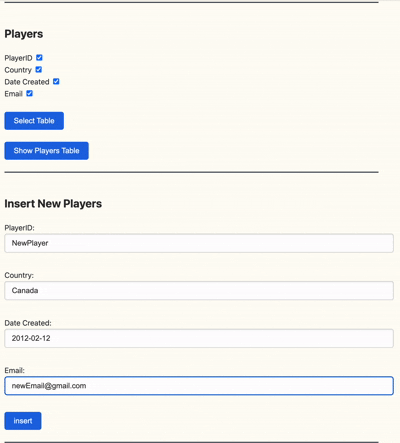 Players
PlayerID
Country
Date Created
Email
Select Table
Show Players Table
Insert New Players
PlayerID:
NewPlayer
Country:
Canada
Date Created:
2012-02-12
Email:
newEmail@gmail.com
insert